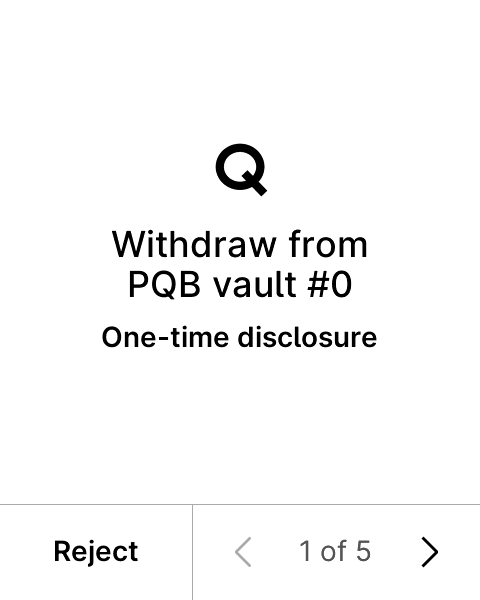 Q
Withdraw from
PQB vault #0
One-time disclosure
Reject
1 of 5